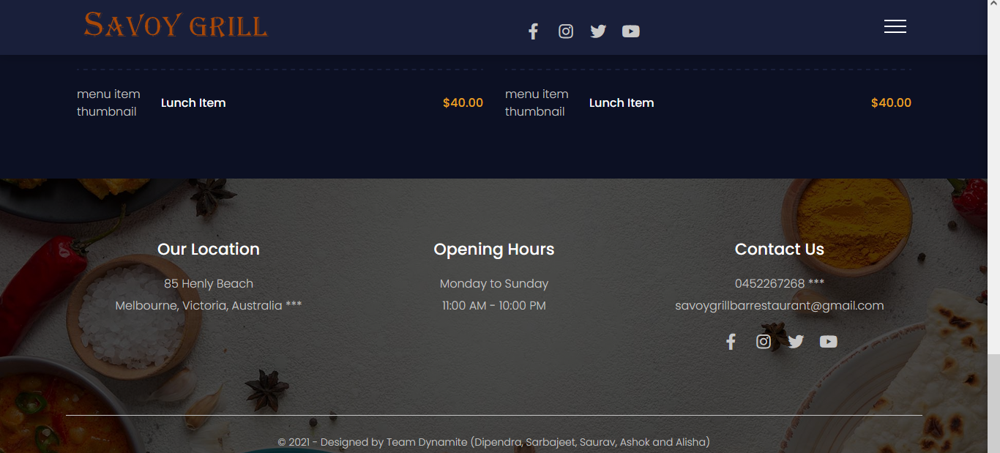 SAVOY GRILL
menu item
thumbnail
Lunch Item
$40.00
menu item
thumbnail
Lunch Item
$40.00
Our Location
85 Henly Beach
Melbourne, Victoria, Australia ***
Opening Hours
Monday to Sunday
11:00 AM - 10:00 PM
Contact Us
0452267268 ***
savoygrillbarrestaurant@gmail.com
© 2021 - Designed by Team Dynamite (Dipendra, Sarbajeet, Saurav, Ashok and Alisha)